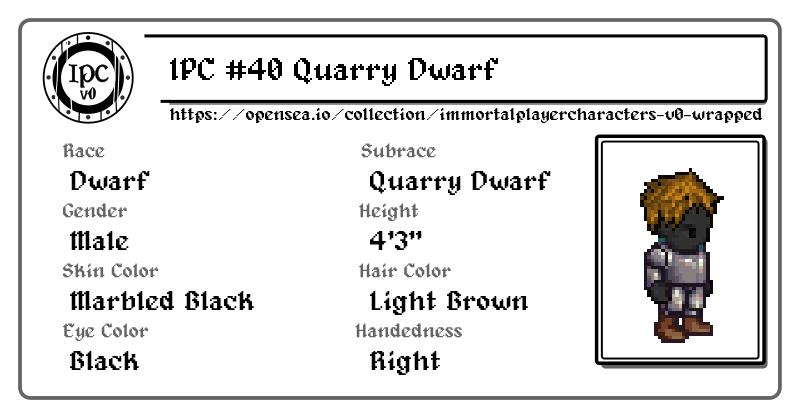 IPC v0
IPC #40 Quarry Dwarf
https://opensea.io/collection/immortalplayercharacters-v0-wrapped
Race
Subrace
Dwarf
Quarry Dwarf
Gender
Height
Male
4'3"
Skin Color
Hair Color
Marbled Black
Light Brown
Eye Color
Handedness
Black
Right